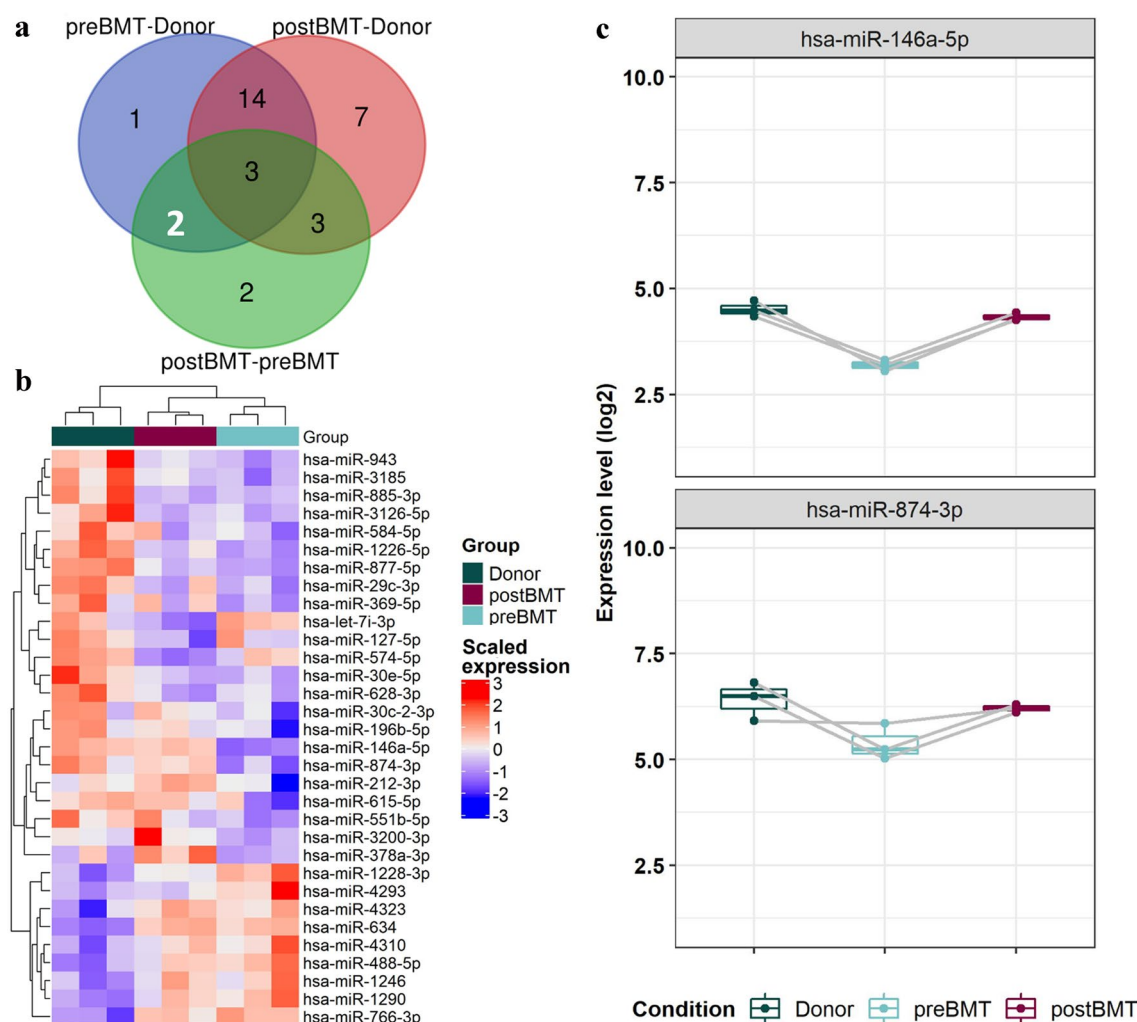 a
preBMT-Donor
postBMT-Donor
1
14
7
3
2
3
2
postBMT-preBMT
b
Group
hsa-miR-943
hsa-miR-3185
hsa-miR-885-3p
hsa-miR-3126-5p
hsa-miR-584-5p
hsa-miR-1226-5p
hsa-miR-877-5p
hsa-miR-29c-3p
hsa-miR-369-5p
hsa-let-7i-3p
hsa-miR-127-5p
hsa-miR-574-5p
hsa-miR-30e-5p
hsa-miR-628-3p
hsa-miR-30c-2-3p
hsa-miR-196b-5p
hsa-miR-146a-5p
hsa-miR-874-3p
hsa-miR-212-3p
hsa-miR-615-5p
hsa-miR-551b-5p
hsa-miR-3200-3p
hsa-miR-378a-3p
hsa-miR-1228-3p
hsa-miR-4293
hsa-miR-4323
hsa-miR-634
hsa-miR-4310
hsa-miR-488-5p
hsa-miR-1246
hsa-miR-1290
hsa-miR-766-3p
Group
Donor
postBMT
preBMT
Scaled
expression
3
2
1
0
-1
-2
-3
c
hsa-miR-146a-5p
10.0
7.5
5.0
2.5
Expression level (log2)
hsa-miR-874-3p
10.0
7.5
5.0
2.5
Condition Donor preBMT postBMT